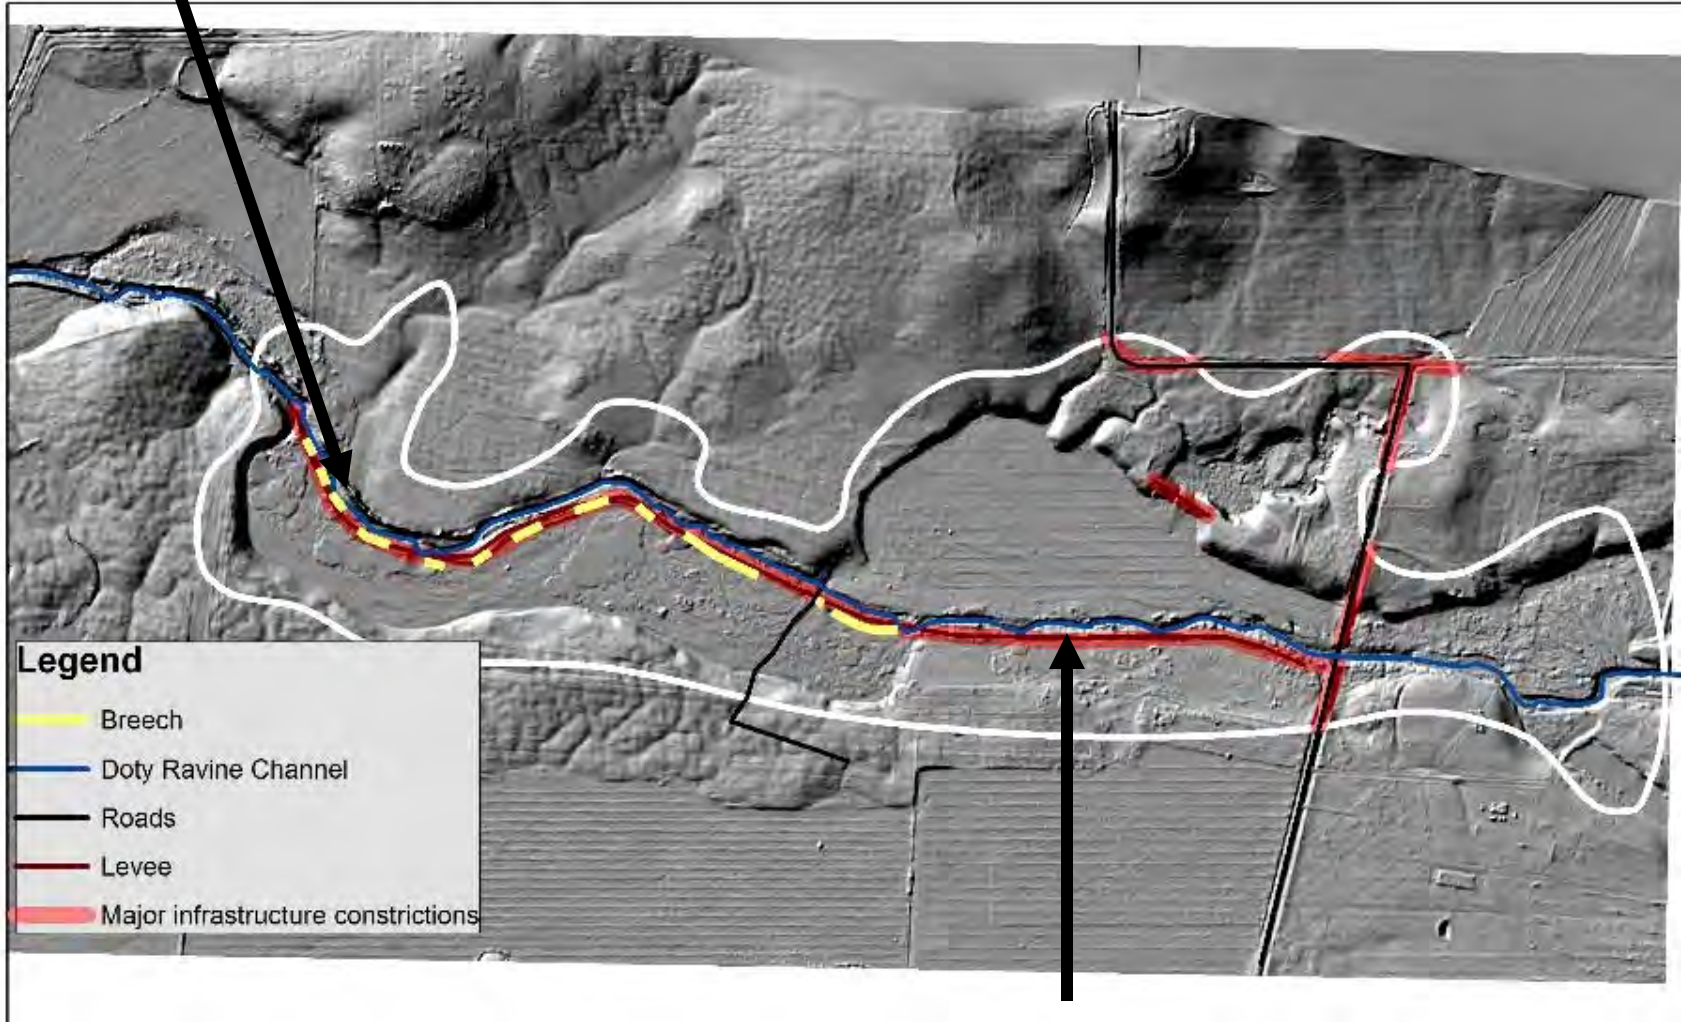 Legend
Breech
Doty Ravine Channel
Roads
Levee
Major infrastructure constrictions